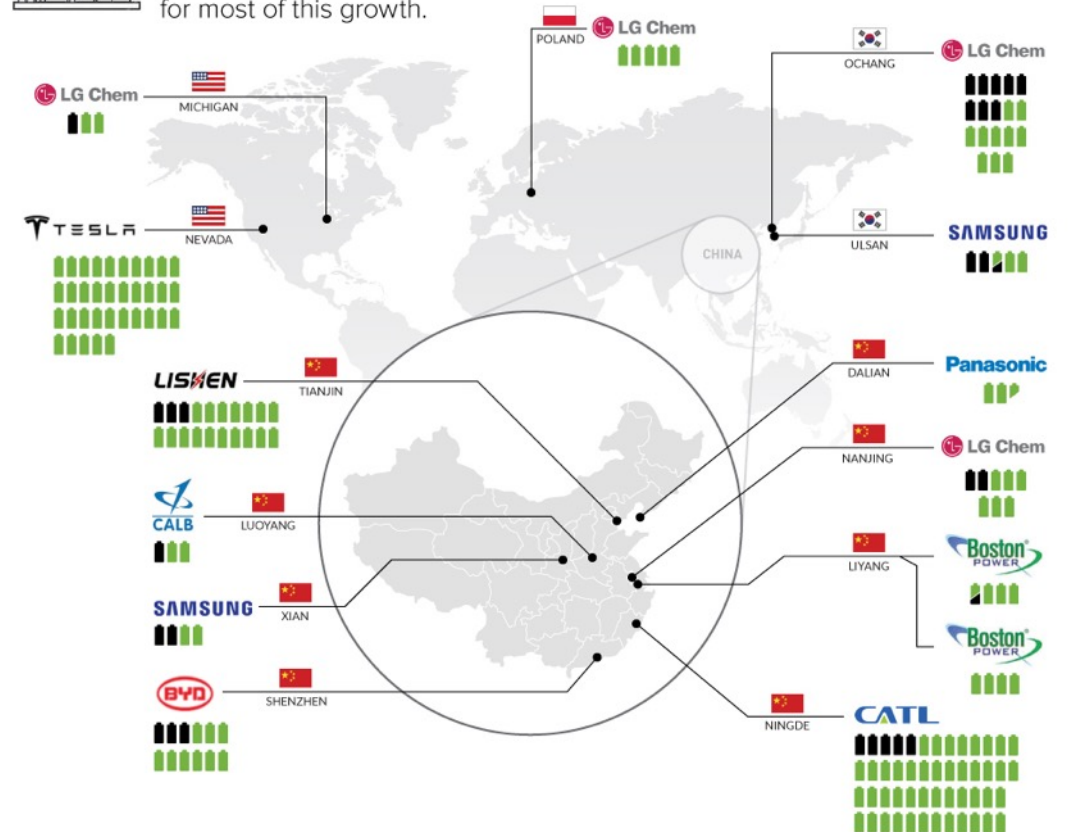 for most of this growth.
POLAND
LG Chem
OCHANG
LG Chem
LG Chem
MICHIGAN
TESLA
NEVADA
ULSAN
SAMSUNG
CHINA
LISHEN
TIANJIN
DALIAN
Panasonic
NANJING
LG Chem
CALB
LUOYANG
LIYANG
Boston
POWER
SAMSUNG
XIAN
Boston
POWER
BYD
SHENZHEN
NINGDE
CATL